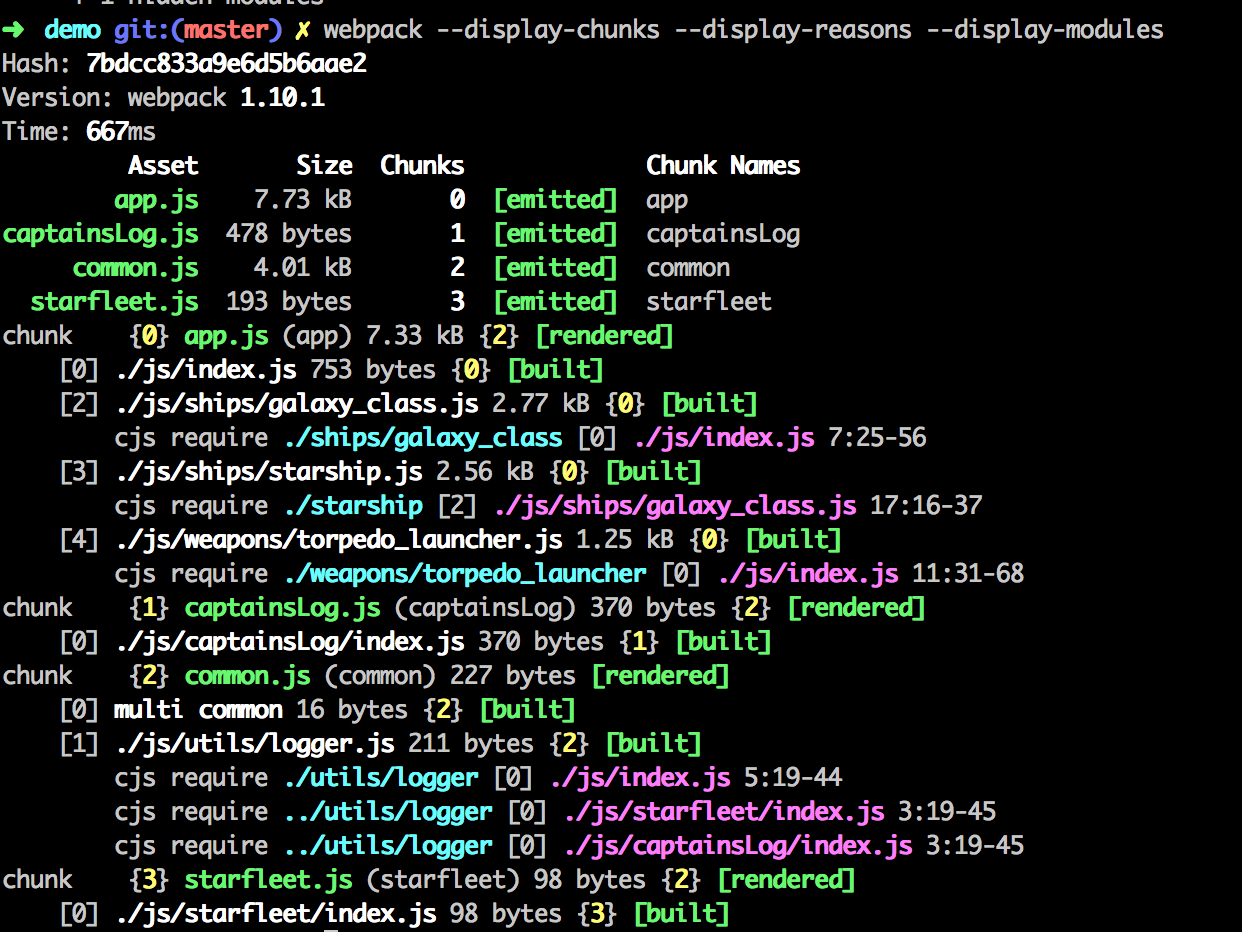 + 1 hidden modules
➜ demo git:(master) ✗ webpack --display-chunks --display-reasons --display-modules
Hash: 7bdcc833a9e6d5b6aae2
Version: webpack 1.10.1
Time: 667ms
Asset Size Chunks Chunk Names
app.js 7.73 kB 0 [emitted] app
captainsLog.js 478 bytes 1 [emitted] captainsLog
common.js 4.01 kB 2 [emitted] common
starfleet.js 193 bytes 3 [emitted] starfleet
chunk {0} app.js (app) 7.33 kB {2} [rendered]
[0] ./js/index.js 753 bytes {0} [built]
[2] ./js/ships/galaxy_class.js 2.77 kB {0} [built]
cjs require ./ships/galaxy_class [0] ./js/index.js 7:25-56
[3] ./js/ships/starship.js 2.56 kB {0} [built]
cjs require ./starship [2] ./js/ships/galaxy_class.js 17:16-37
[4] ./js/weapons/torpedo_launcher.js 1.25 kB {0} [built]
cjs require ./weapons/torpedo_launcher [0] ./js/index.js 11:31-68
chunk {1} captainsLog.js (captainsLog) 370 bytes {2} [rendered]
[0] ./js/captainsLog/index.js 370 bytes {1} [built]
chunk {2} common.js (common) 227 bytes [rendered]
[0] multi common 16 bytes {2} [built]
[1] ./js/utils/logger.js 211 bytes {2} [built]
cjs require ./utils/logger [0] ./js/index.js 5:19-44
cjs require ../utils/logger [0] ./js/starfleet/index.js 3:19-45
cjs require ../utils/logger [0] ./js/captainsLog/index.js 3:19-45
chunk {3} starfleet.js (starfleet) 98 bytes {2} [rendered]
[0] ./js/starfleet/index.js 98 bytes {3} [built]